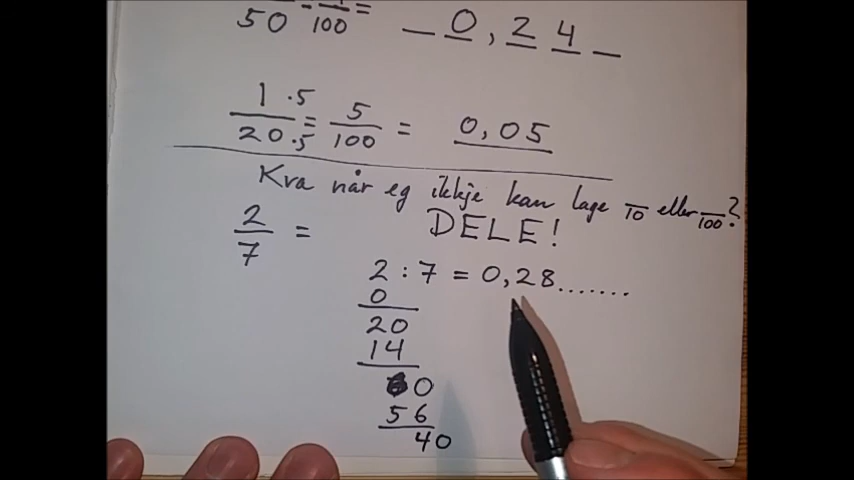 50 100 = 0,24
1 ·5 5
20 ·5 = 100 = 0,05
Kva når eg ikkje kan lage /10 eller /100?
2/7 = DELE!
2 : 7 = 0,28.......
0
20
14
60
56
40